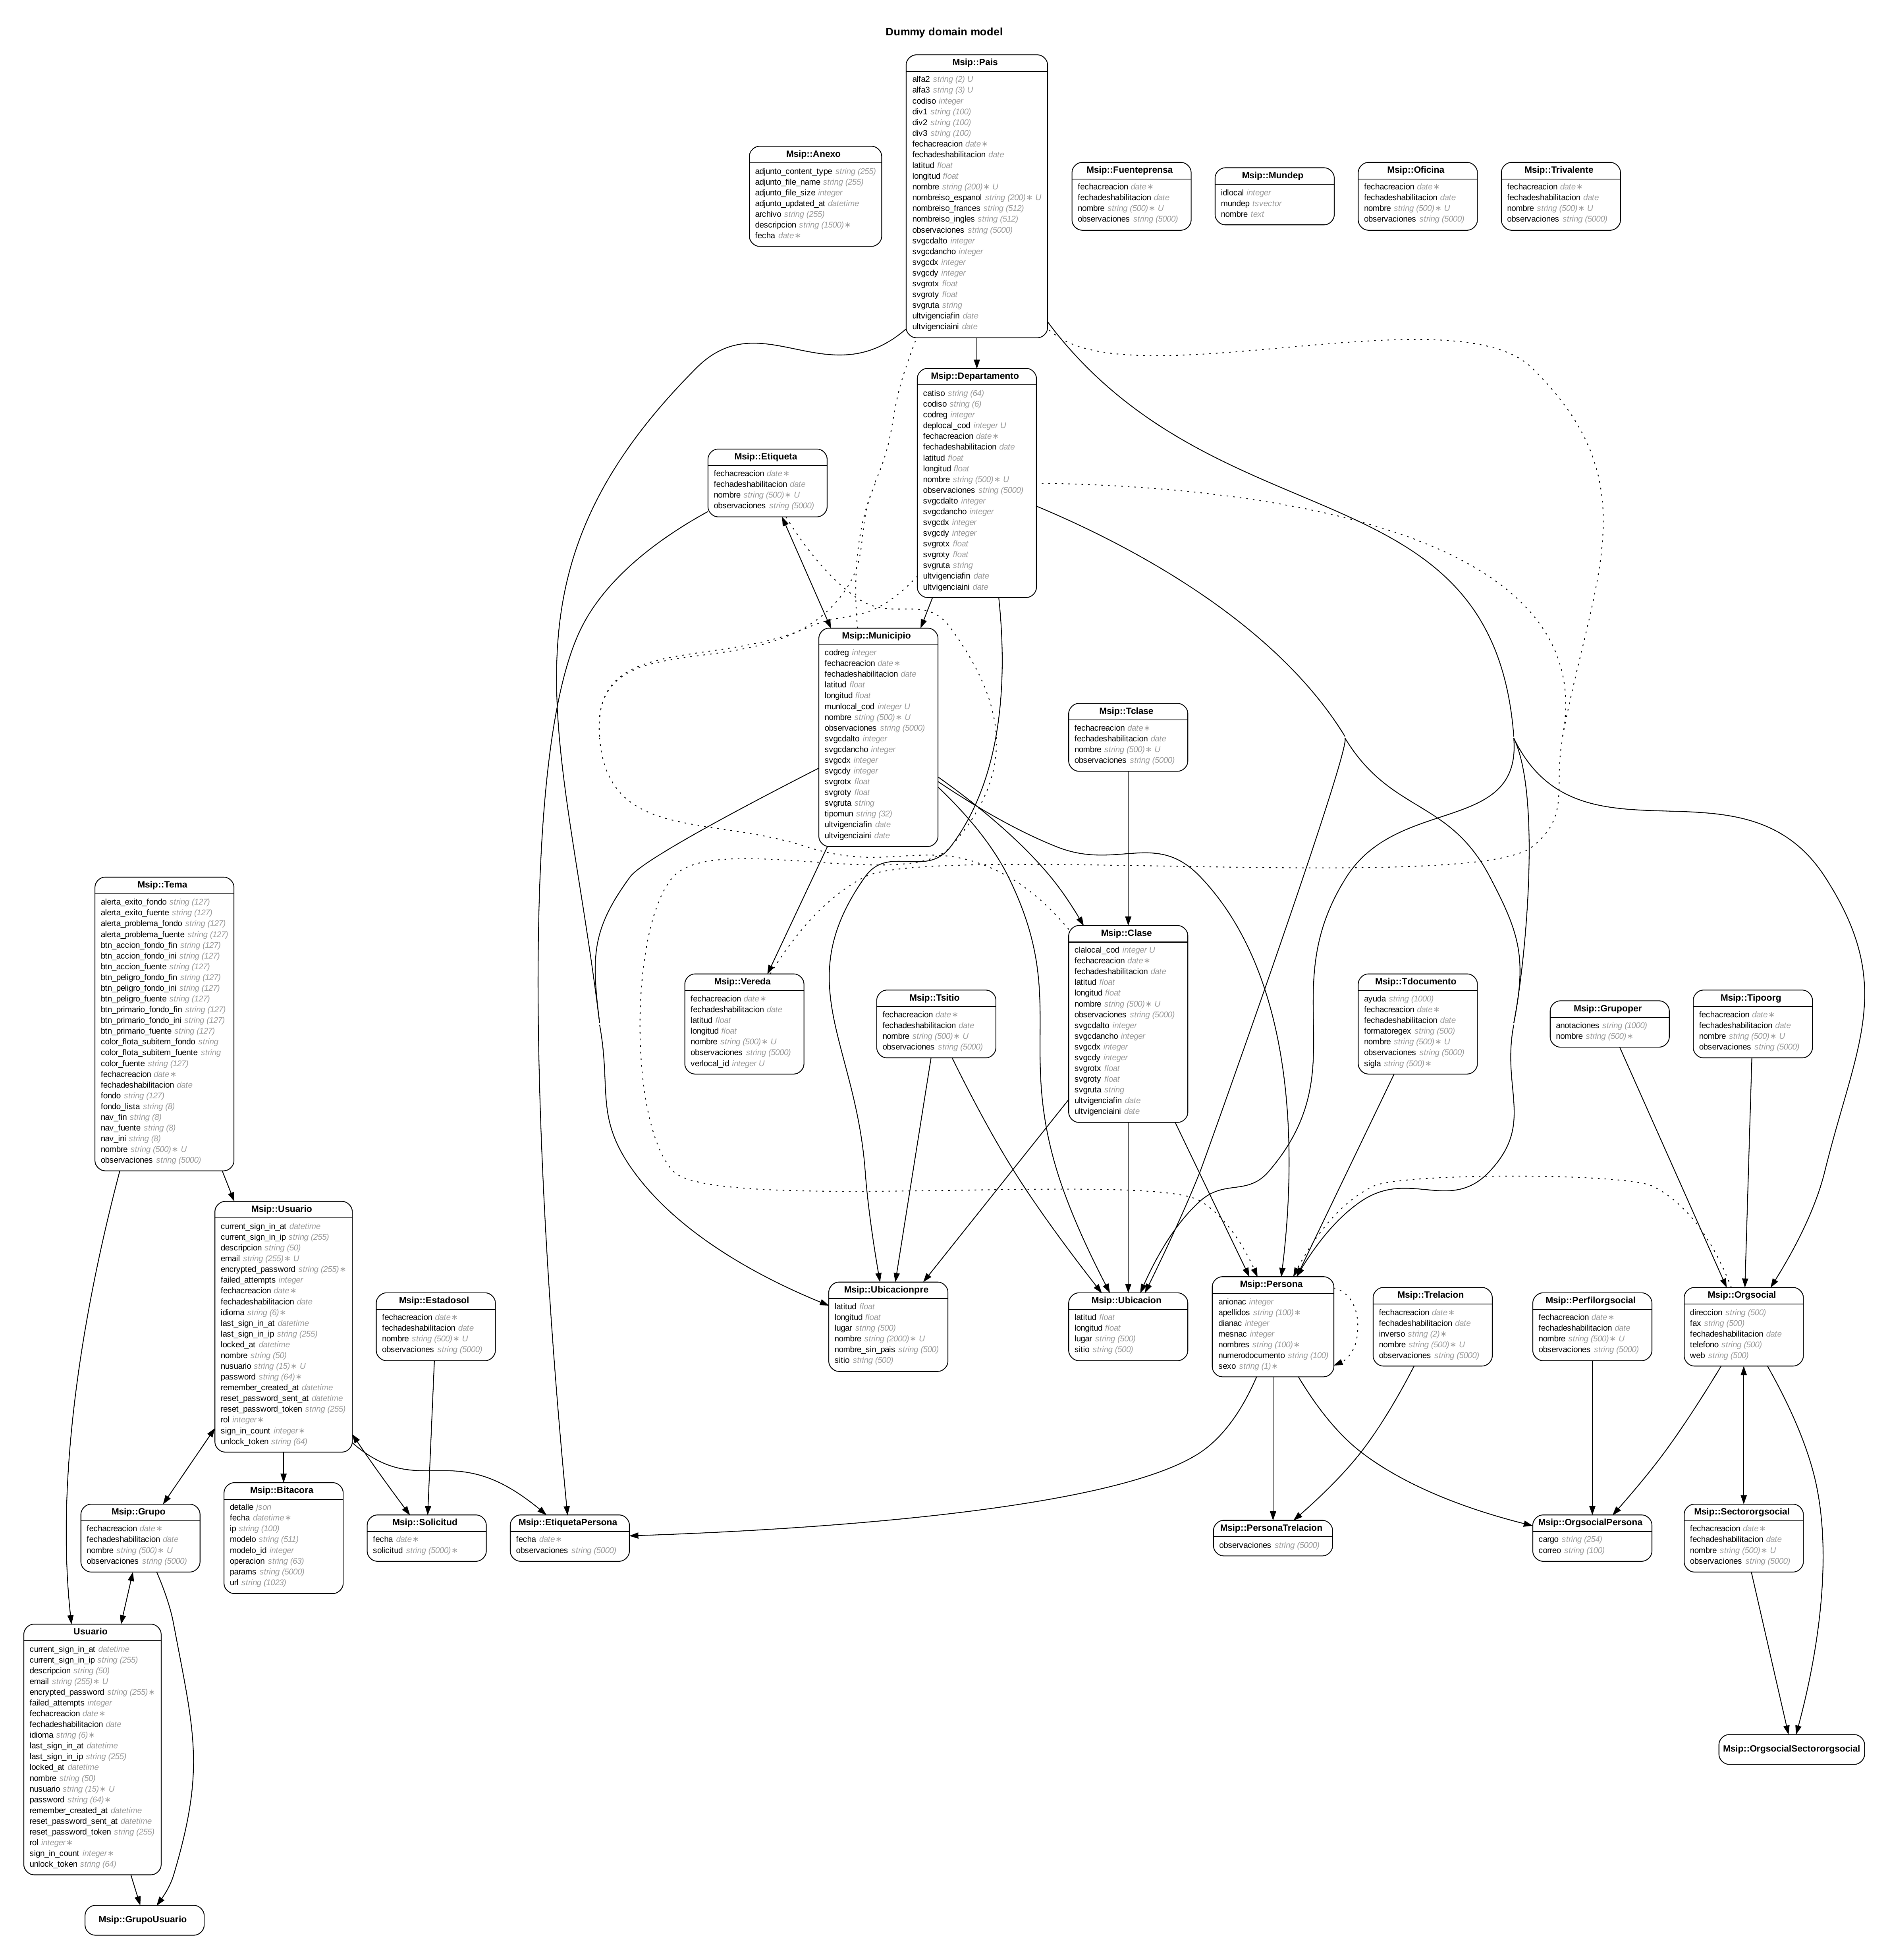 Dummy domain model
Msip::Pais
alfa2 string (2) U
alfa3 string (3) U
codiso integer
div1 string (100)
div2 string (100)
div3 string (100)
fechacreacion date ∗
fechadeshabilitacion date
latitud float
longitud float
nombre string (200) ∗ U
nombreiso_espanol string (200) ∗ U
nombreiso_frances string (512)
nombreiso_ingles string (512)
observaciones string (5000)
svgcdalto integer
svgcdancho integer
svgcdx integer
svgcdy integer
svgrotx float
svgroty float
svgruta string
ultvigenciafin date
ultvigenciaini date
Msip::Anexo
adjunto_content_type string (255)
adjunto_file_name string (255)
adjunto_file_size integer
adjunto_updated_at datetime
archivo string (255)
descripcion string (1500) ∗
fecha date ∗
Msip::Fuenteprensa
fechacreacion date ∗
fechadeshabilitacion date
nombre string (500) ∗ U
observaciones string (5000)
Msip::Mundep
idlocal integer
mundep tsvector
nombre text
Msip::Oficina
fechacreacion date ∗
fechadeshabilitacion date
nombre string (500) ∗ U
observaciones string (5000)
Msip::Trivalente
fechacreacion date ∗
fechadeshabilitacion date
nombre string (500) ∗ U
observaciones string (5000)
Msip::Departamento
catiso string (64)
codiso string (6)
codreg integer
deplocal_cod integer U
fechacreacion date ∗
fechadeshabilitacion date
latitud float
longitud float
nombre string (500) ∗ U
observaciones string (5000)
svgcdalto integer
svgcdancho integer
svgcdx integer
svgcdy integer
svgrotx float
svgroty float
svgruta string
ultvigenciafin date
ultvigenciaini date
Msip::Etiqueta
fechacreacion date ∗
fechadeshabilitacion date
nombre string (500) ∗ U
observaciones string (5000)
Msip::Municipio
codreg integer
fechacreacion date ∗
fechadeshabilitacion date
latitud float
longitud float
munlocal_cod integer U
nombre string (500) ∗ U
observaciones string (5000)
svgcdalto integer
svgcdancho integer
svgcdx integer
svgcdy integer
svgrotx float
svgroty float
svgruta string
tipomun string (32)
ultvigenciafin date
ultvigenciaini date
Msip::Tclase
fechacreacion date ∗
fechadeshabilitacion date
nombre string (500) ∗ U
observaciones string (5000)
Msip::Tema
alerta_exito_fondo string (127)
alerta_exito_fuente string (127)
alerta_problema_fondo string (127)
alerta_problema_fuente string (127)
btn_accion_fondo_fin string (127)
btn_accion_fondo_ini string (127)
btn_accion_fuente string (127)
btn_peligro_fondo_fin string (127)
btn_peligro_fondo_ini string (127)
btn_peligro_fuente string (127)
btn_primario_fondo_fin string (127)
btn_primario_fondo_ini string (127)
btn_primario_fuente string (127)
color_flota_subitem_fondo string
color_flota_subitem_fuente string
color_fuente string (127)
fechacreacion date ∗
fechadeshabilitacion date
fondo string (127)
fondo_lista string (8)
nav_fin string (8)
nav_fuente string (8)
nav_ini string (8)
nombre string (500) ∗ U
observaciones string (5000)
Msip::Clase
clalocal_cod integer U
fechacreacion date ∗
fechadeshabilitacion date
latitud float
longitud float
nombre string (500) ∗ U
observaciones string (5000)
svgcdalto integer
svgcdancho integer
svgcdx integer
svgcdy integer
svgrotx float
svgroty float
svgruta string
ultvigenciafin date
ultvigenciaini date
Msip::Vereda
fechacreacion date ∗
fechadeshabilitacion date
latitud float
longitud float
nombre string (500) ∗ U
observaciones string (5000)
verlocal_id integer U
Msip::Tsitio
fechacreacion date ∗
fechadeshabilitacion date
nombre string (500) ∗ U
observaciones string (5000)
Msip::Tdocumento
ayuda string (1000)
fechacreacion date ∗
fechadeshabilitacion date
formatoregex string (500)
nombre string (500) ∗ U
observaciones string (5000)
sigla string (500) ∗
Msip::Grupoper
anotaciones string (1000)
nombre string (500) ∗
Msip::Tipoorg
fechacreacion date ∗
fechadeshabilitacion date
nombre string (500) ∗ U
observaciones string (5000)
Msip::Usuario
current_sign_in_at datetime
current_sign_in_ip string (255)
descripcion string (50)
email string (255) ∗ U
encrypted_password string (255) ∗
failed_attempts integer
fechacreacion date ∗
fechadeshabilitacion date
idioma string (6) ∗
last_sign_in_at datetime
last_sign_in_ip string (255)
locked_at datetime
nombre string (50)
nusuario string (15) ∗ U
password string (64) ∗
remember_created_at datetime
reset_password_sent_at datetime
reset_password_token string (255)
rol integer ∗
sign_in_count integer ∗
unlock_token string (64)
Msip::Estadosol
fechacreacion date ∗
fechadeshabilitacion date
nombre string (500) ∗ U
observaciones string (5000)
Msip::Ubicacionpre
latitud float
longitud float
lugar string (500)
nombre string (2000) ∗ U
nombre_sin_pais string (500)
sitio string (500)
Msip::Ubicacion
latitud float
longitud float
lugar string (500)
sitio string (500)
Msip::Persona
anionac integer
apellidos string (100) ∗
dianac integer
mesnac integer
nombres string (100) ∗
numerodocumento string (100)
sexo string (1) ∗
Msip::Trelacion
fechacreacion date ∗
fechadeshabilitacion date
inverso string (2) ∗
nombre string (500) ∗ U
observaciones string (5000)
Msip::Perfilorgsocial
fechacreacion date ∗
fechadeshabilitacion date
nombre string (500) ∗ U
observaciones string (5000)
Msip::Orgsocial
direccion string (500)
fax string (500)
fechadeshabilitacion date
telefono string (500)
web string (500)
Msip::Grupo
fechacreacion date ∗
fechadeshabilitacion date
nombre string (500) ∗ U
observaciones string (5000)
Msip::Bitacora
detalle json
fecha datetime ∗
ip string (100)
modelo string (511)
modelo_id integer
operacion string (63)
params string (5000)
url string (1023)
Msip::Solicitud
fecha date ∗
solicitud string (5000) ∗
Msip::EtiquetaPersona
fecha date ∗
observaciones string (5000)
Msip::PersonaTrelacion
observaciones string (5000)
Msip::OrgsocialPersona
cargo string (254)
correo string (100)
Msip::Sectororgsocial
fechacreacion date ∗
fechadeshabilitacion date
nombre string (500) ∗ U
observaciones string (5000)
Usuario
current_sign_in_at datetime
current_sign_in_ip string (255)
descripcion string (50)
email string (255) ∗ U
encrypted_password string (255) ∗
failed_attempts integer
fechacreacion date ∗
fechadeshabilitacion date
idioma string (6) ∗
last_sign_in_at datetime
last_sign_in_ip string (255)
locked_at datetime
nombre string (50)
nusuario string (15) ∗ U
password string (64) ∗
remember_created_at datetime
reset_password_sent_at datetime
reset_password_token string (255)
rol integer ∗
sign_in_count integer ∗
unlock_token string (64)
Msip::OrgsocialSectororgsocial
Msip::GrupoUsuario